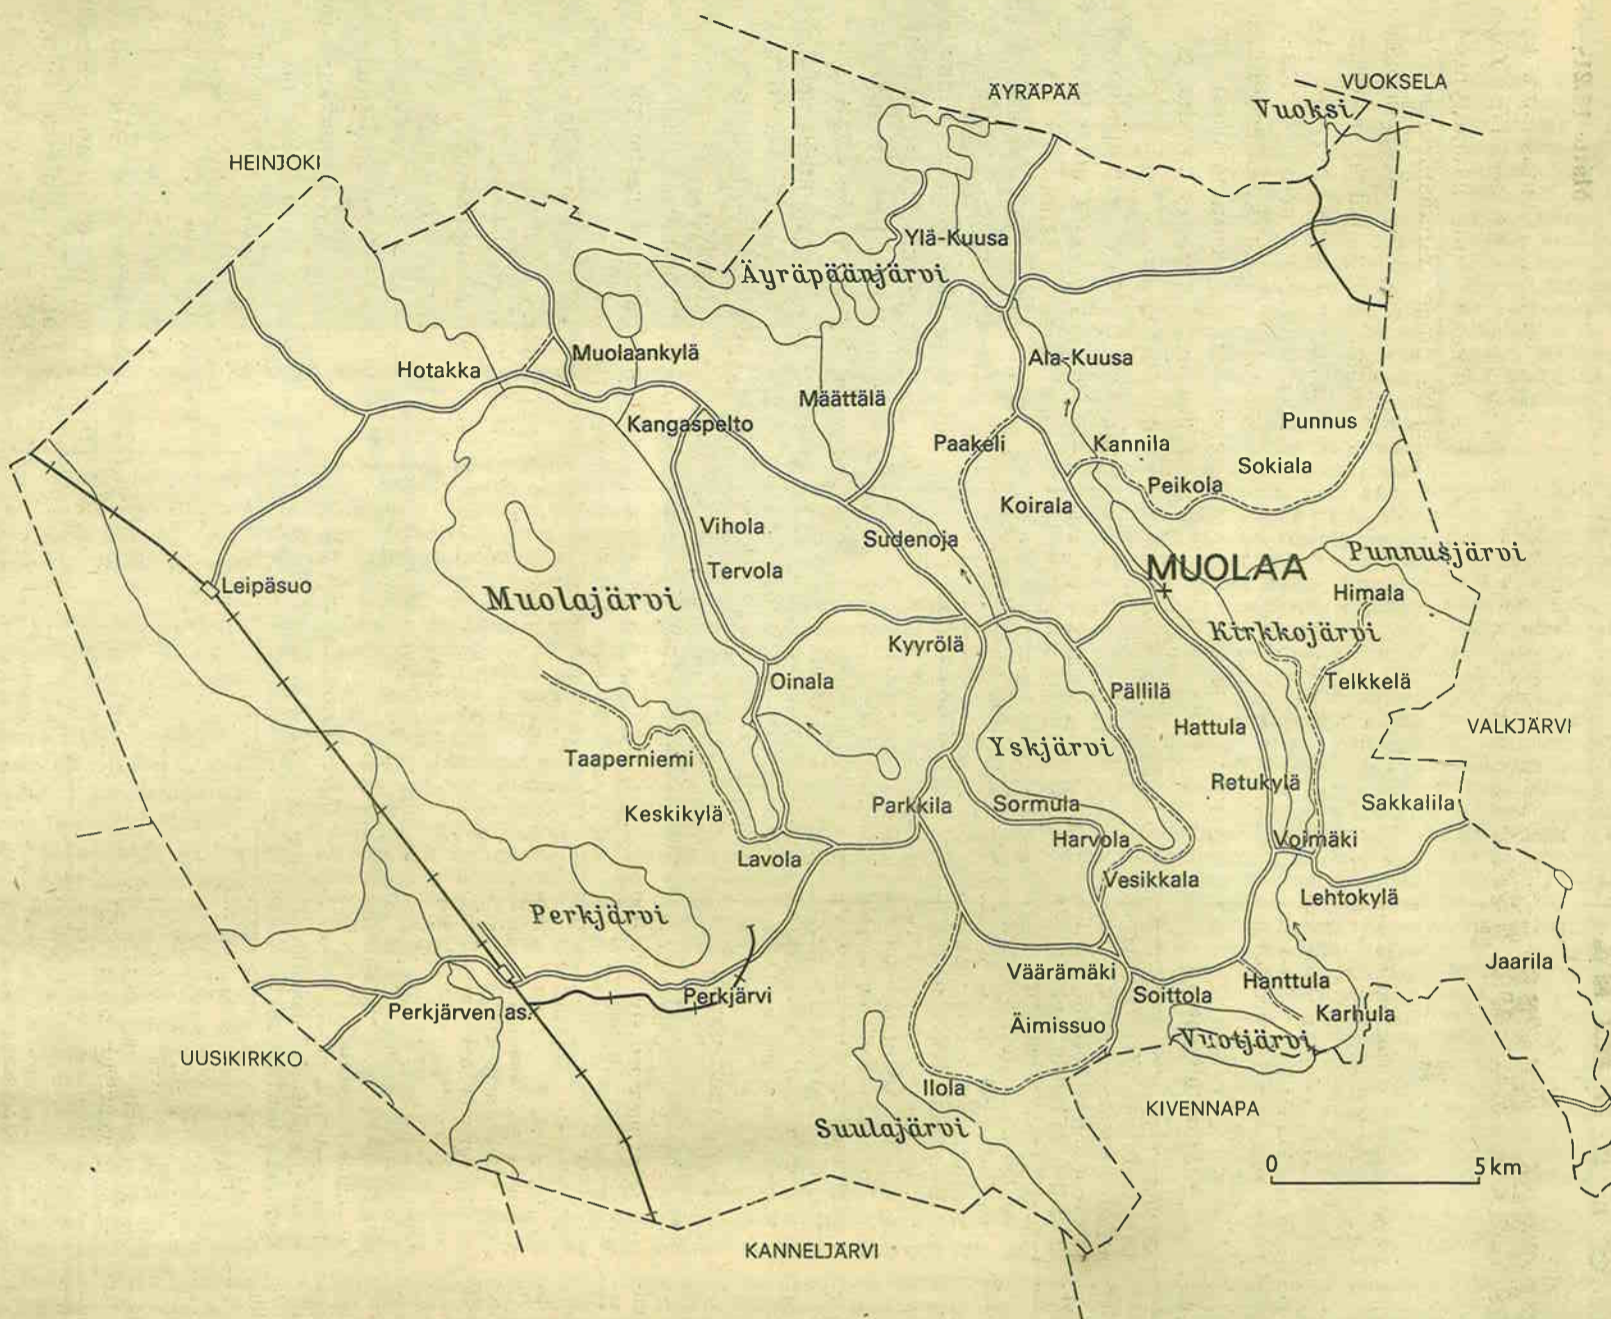 ÄYRÄPÄÄ
VUOKSELA
Vuoksi
HEINJOKI
Ylä-Kuusa
Äyräpäänjärvi
Muolaankylä
Ala-Kuusa
Hotakka
Määttälä
Kangaspelto
Punnus
Paakeli
Kannila
Sokiala
Peikola
Koirala
Vihola
Sudenoja
Punnusjärvi
MUOLAA
Tervola
Leipäsuo
Himala
Muolajärvi
Kirkkojärvi
Kyyrölä
Oinala
Telkkelä
Pällilä
Hattula
VALKJÄRVI
Yskjärvi
Taaperniemi
Retukylä
Parkkila
Sormula
Sakkalila
Keskikylä
Harvola
Voimäki
Lavola
Vesikkala
Lehtokylä
Perkjärvi
Jaarila
Väärämäki
Hanttula
Perkjärvi
Soittola
Perkjärven as.
Karhula
Äimissuo
Vuotjärvi
UUSIKIRKKO
Ilola
KIVENNAPA
Suulajärvi
0 5 km
KANNELJÄRVI